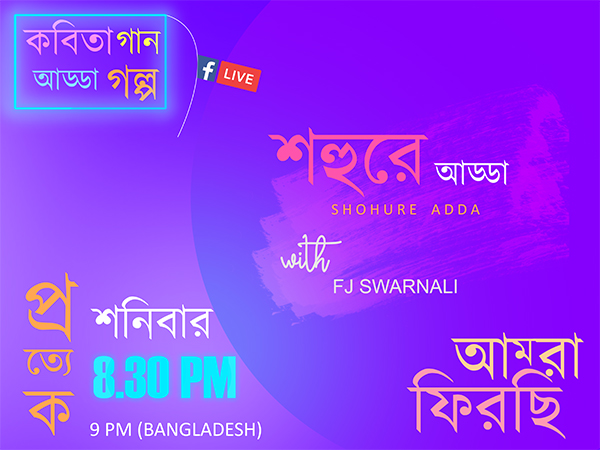 কবিতা গান
আড্ডা গল্প
f LIVE
শহুরে আড্ডা
SHOHURE ADDA
with
FJ SWARNALI
প্রত্যেক
শনিবার
8.30 PM
9 PM (BANGLADESH)
আমরা
ফিরছি